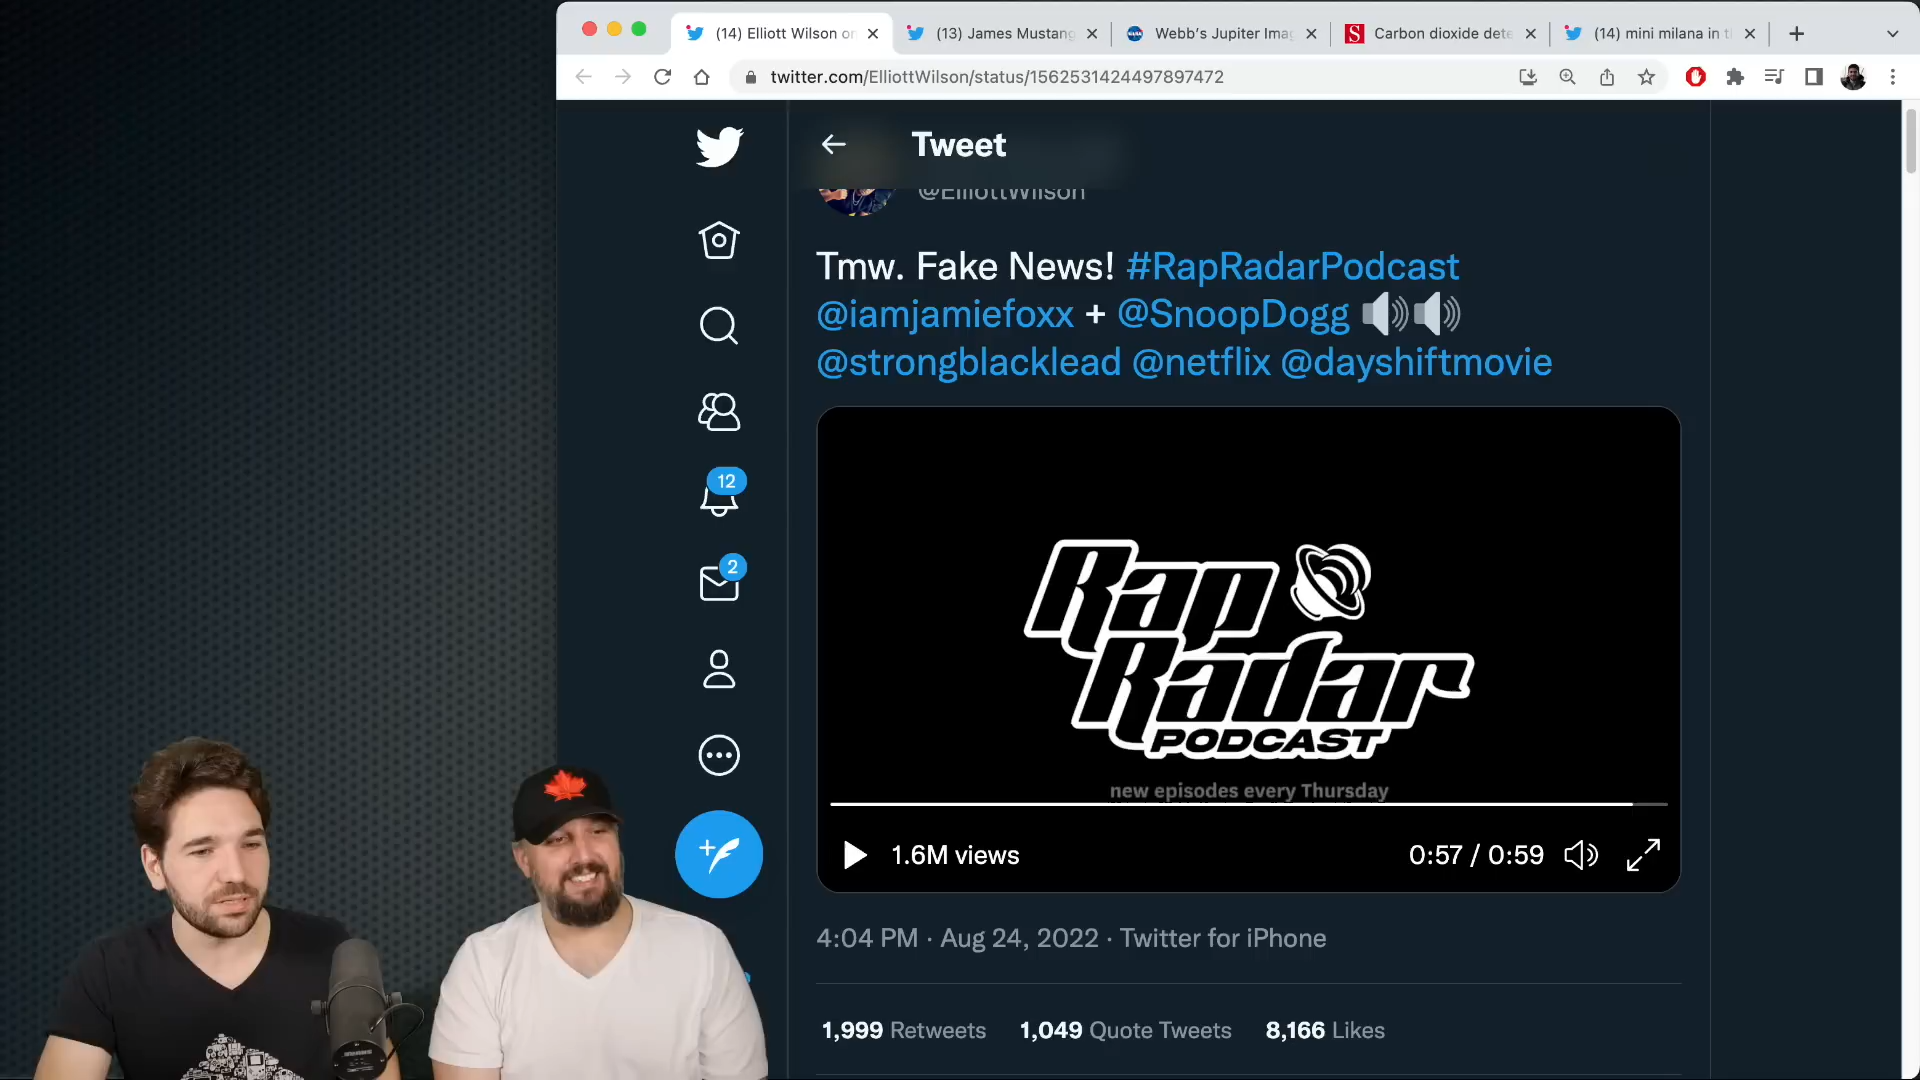 (14) Elliott Wilson on
(13) James Mustang
Webb's Jupiter Imag
S
Carbon dioxide dete
(14) mini milana in t
twitter.com/ElliottWilson/status/1562531424497897472
Tweet
@ElliottWilson
Tmw. Fake News! #RapRadarPodcast
@iamjamiefoxx + @SnoopDogg
@strongblacklead @netflix @dayshiftmovie
12
2
Rap
Radar
PODCAST
new episodes every Thursday
1.6M views
0:57 / 0:59
4:04 PM · Aug 24, 2022 · Twitter for iPhone
1,999 Retweets 1,049 Quote Tweets 8,166 Likes